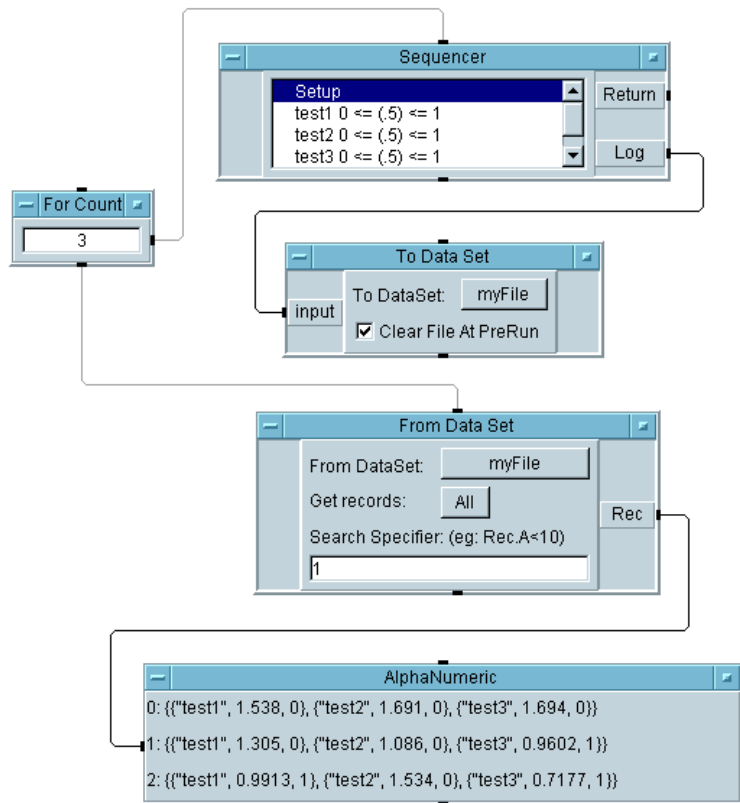 Sequencer
Setup
test1 0 <= (.5) <= 1
test2 0 <= (.5) <= 1
test3 0 <= (.5) <= 1
Return
Log
For Count
3
To Data Set
input
To DataSet: myFile
Clear File At PreRun
From Data Set
From DataSet: myFile
Get records: All
Search Specifier: (eg: Rec.A<10)
1
Rec
AlphaNumeric
0: {{"test1", 1.538, 0}, {"test2", 1.691, 0}, {"test3", 1.694, 0}}
1: {{"test1", 1.305, 0}, {"test2", 1.086, 0}, {"test3", 0.9602, 1}}
2: {{"test1", 0.9913, 1}, {"test2", 1.534, 0}, {"test3", 0.7177, 1}}